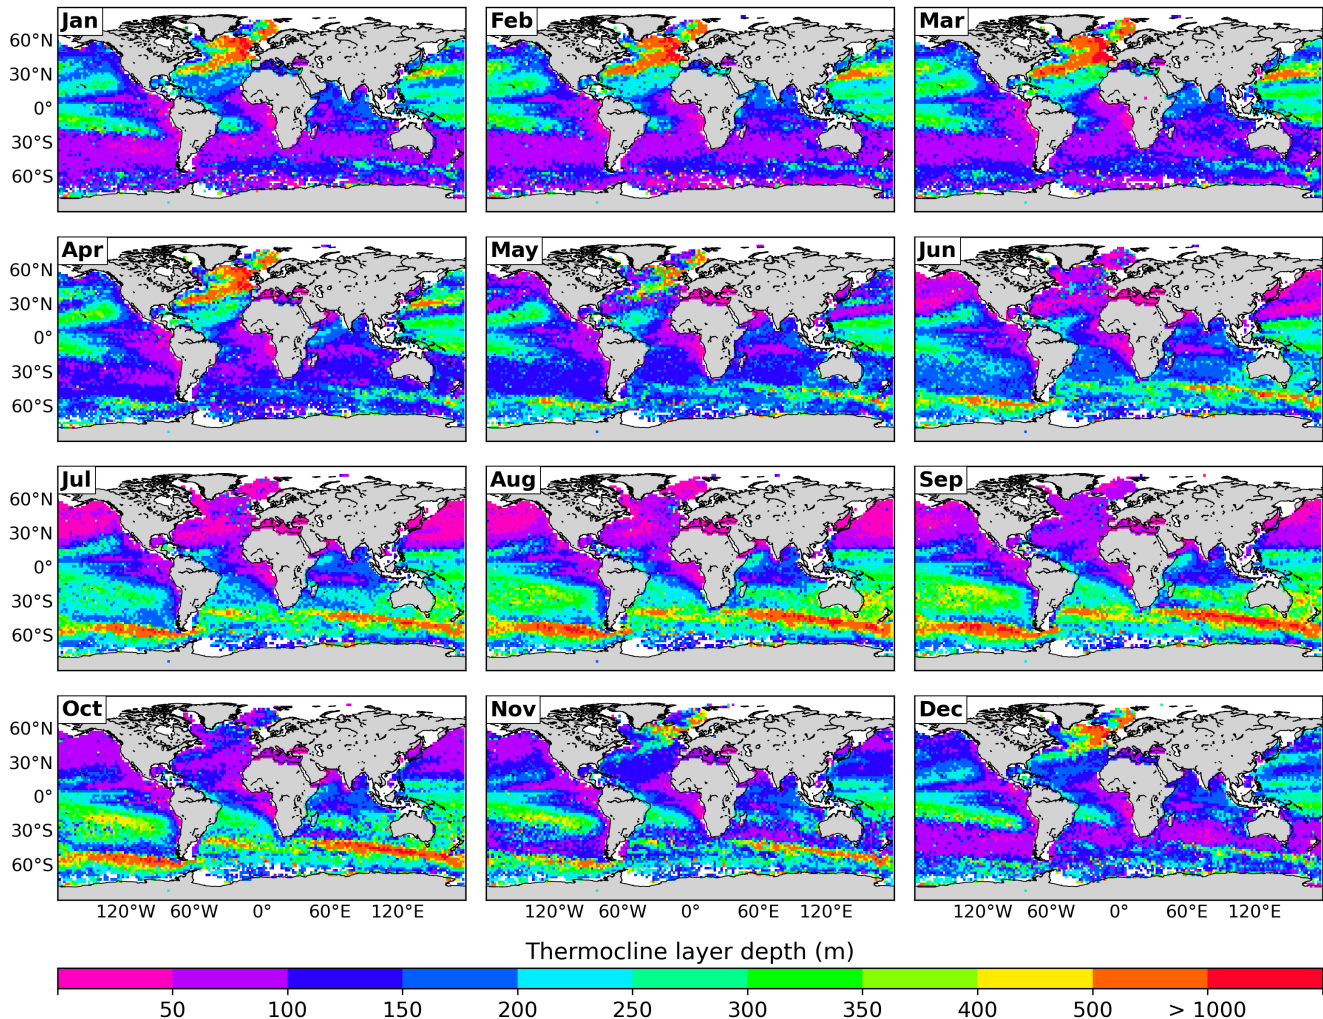 Jan
Feb
Mar
60°N
30°N
0°
30°S
60°S
Apr
May
Jun
60°N
30°N
0°
30°S
60°S
Jul
Aug
Sep
60°N
30°N
0°
30°S
60°S
Oct
Nov
Dec
60°N
30°N
0°
30°S
60°S
120°W 60°W 0° 60°E 120°E
120°W 60°W 0° 60°E 120°E
120°W 60°W 0° 60°E 120°E
Thermocline layer depth (m)
50 100 150 200 250 300 350 400 500 > 1000